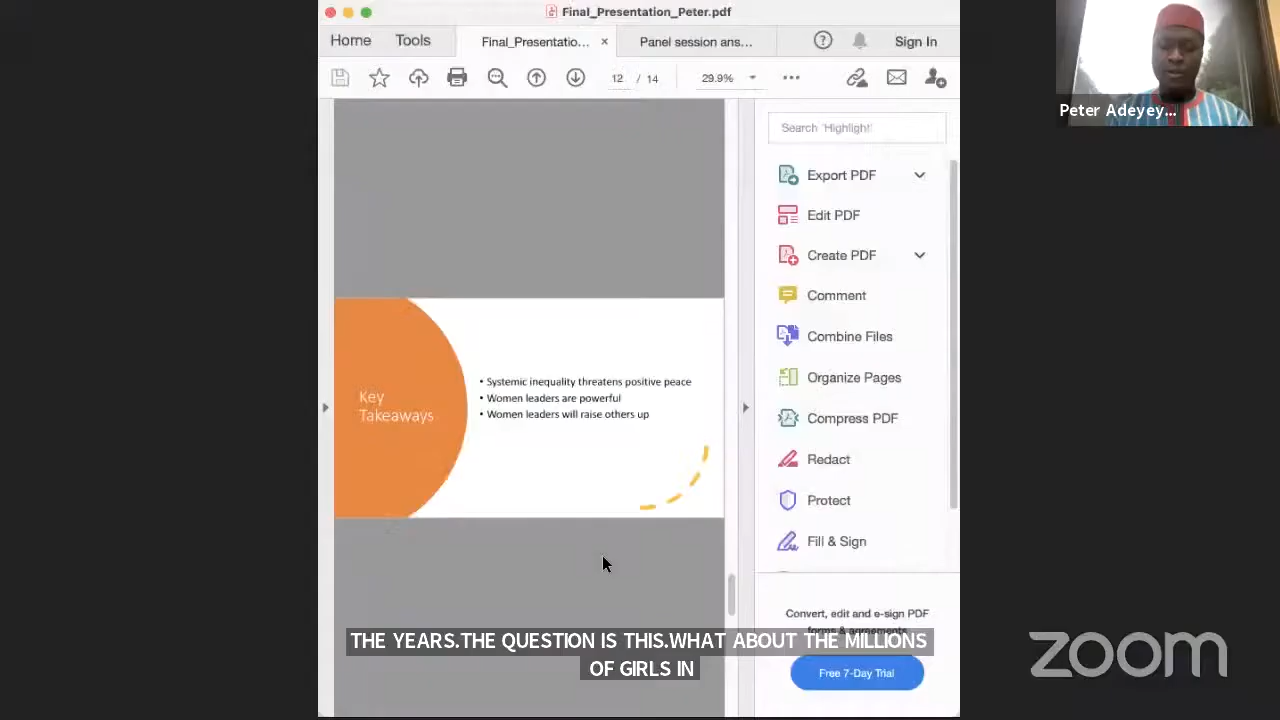 Final_Presentation_Peter.pdf
Home Tools Final_Presentatio... × Panel session ans... Sign In
12 / 14 29.9%
Peter Adeyey...
Search 'Highlight'
Export PDF
Edit PDF
Create PDF
Comment
Combine Files
Organize Pages
Compress PDF
Redact
Protect
Fill & Sign
Key
Takeaways
• Systemic inequality threatens positive peace
• Women leaders are powerful
• Women leaders will raise others up
Convert, edit and e-sign PDF
forms & agreements
Free 7-Day Trial
THE YEARS.THE QUESTION IS THIS.WHAT ABOUT THE MILLIONS
OF GIRLS IN
zoom